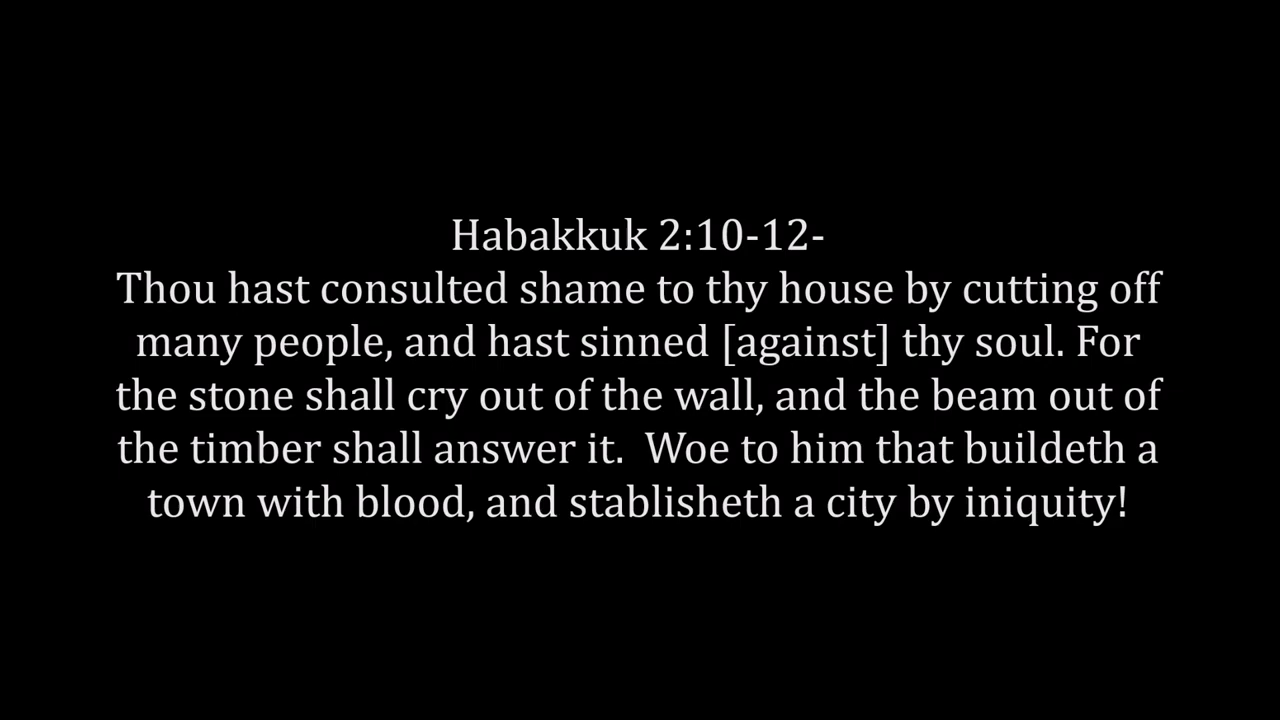 Habakkuk 2:10-12-
Thou hast consulted shame to thy house by cutting off
many people, and hast sinned [against] thy soul. For
the stone shall cry out of the wall, and the beam out of
the timber shall answer it.  Woe to him that buildeth a
town with blood, and stablisheth a city by iniquity!